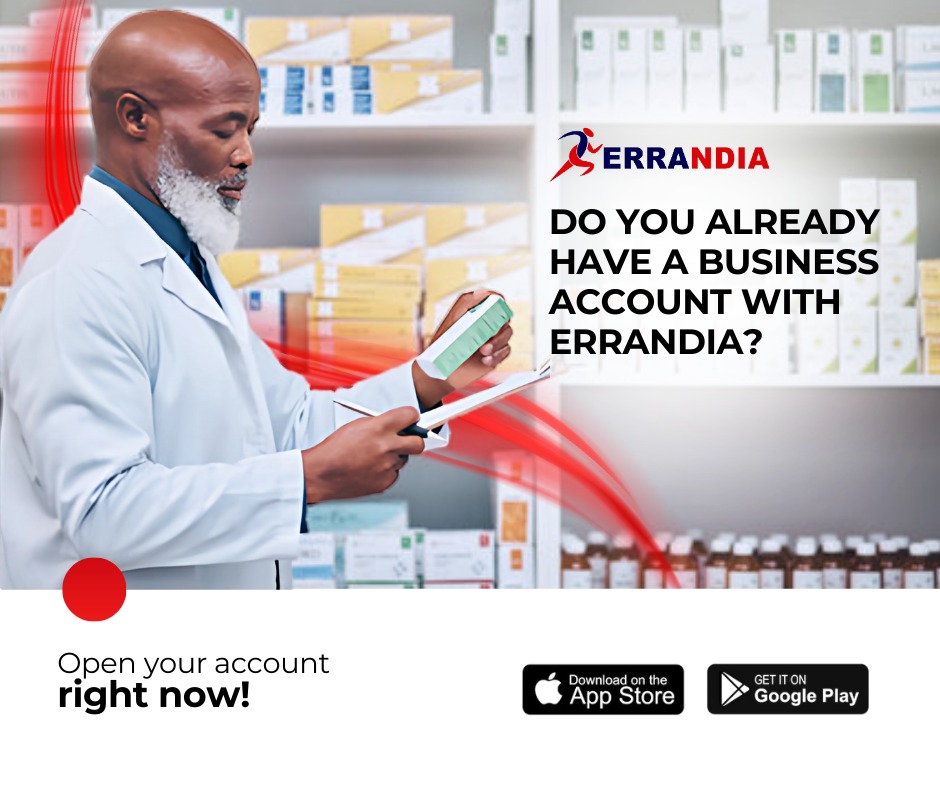 ERRANDIA
DO YOU ALREADY
HAVE A BUSINESS
ACCOUNT WITH
ERRANDIA?
Open your account
right now!
Download on the
App Store
GET IT ON
Google Play